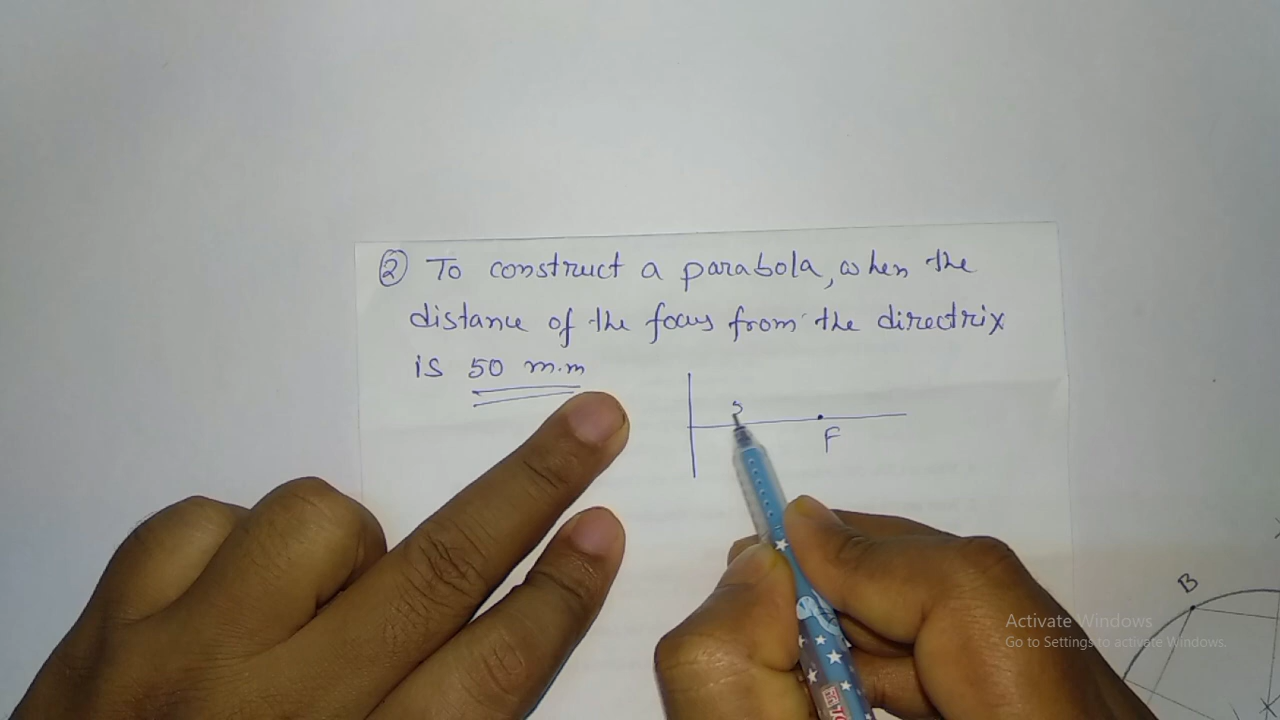 ② To construct a parabola, when the
distance of the focus from the directrix
is 50 m.m
F
B
Activate Windows
Go to Settings to activate Windows.